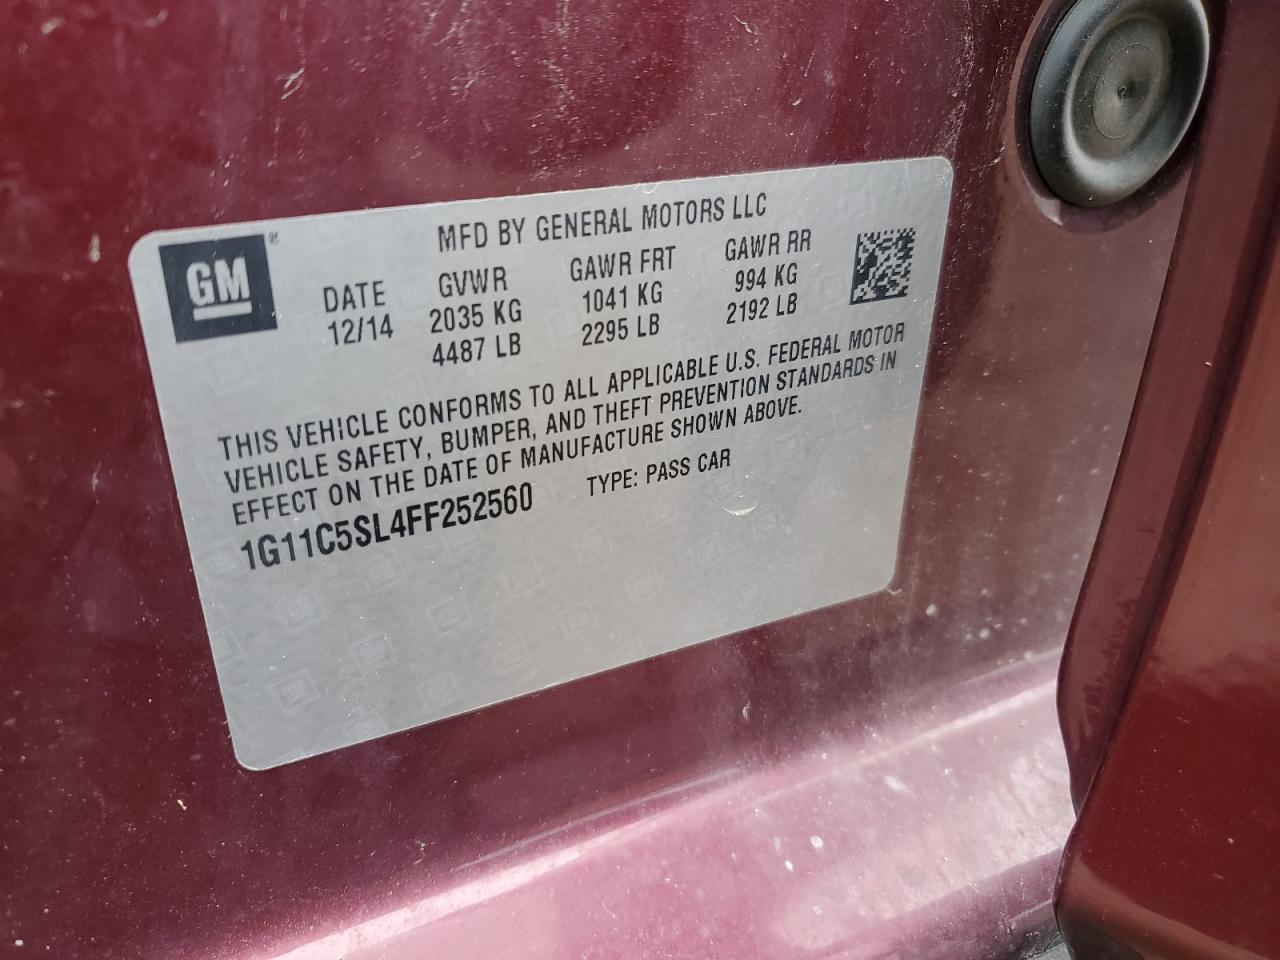 MFD BY GENERAL MOTORS LLC
GM ®
DATE GVWR GAWR FRT GAWR RR
12/14 2035 KG 1041 KG 994 KG
4487 LB 2295 LB 2192 LB
THIS VEHICLE CONFORMS TO ALL APPLICABLE U.S. FEDERAL MOTOR
VEHICLE SAFETY, BUMPER, AND THEFT PREVENTION STANDARDS IN
EFFECT ON THE DATE OF MANUFACTURE SHOWN ABOVE.
1G11C5SL4FF252560 TYPE: PASS CAR